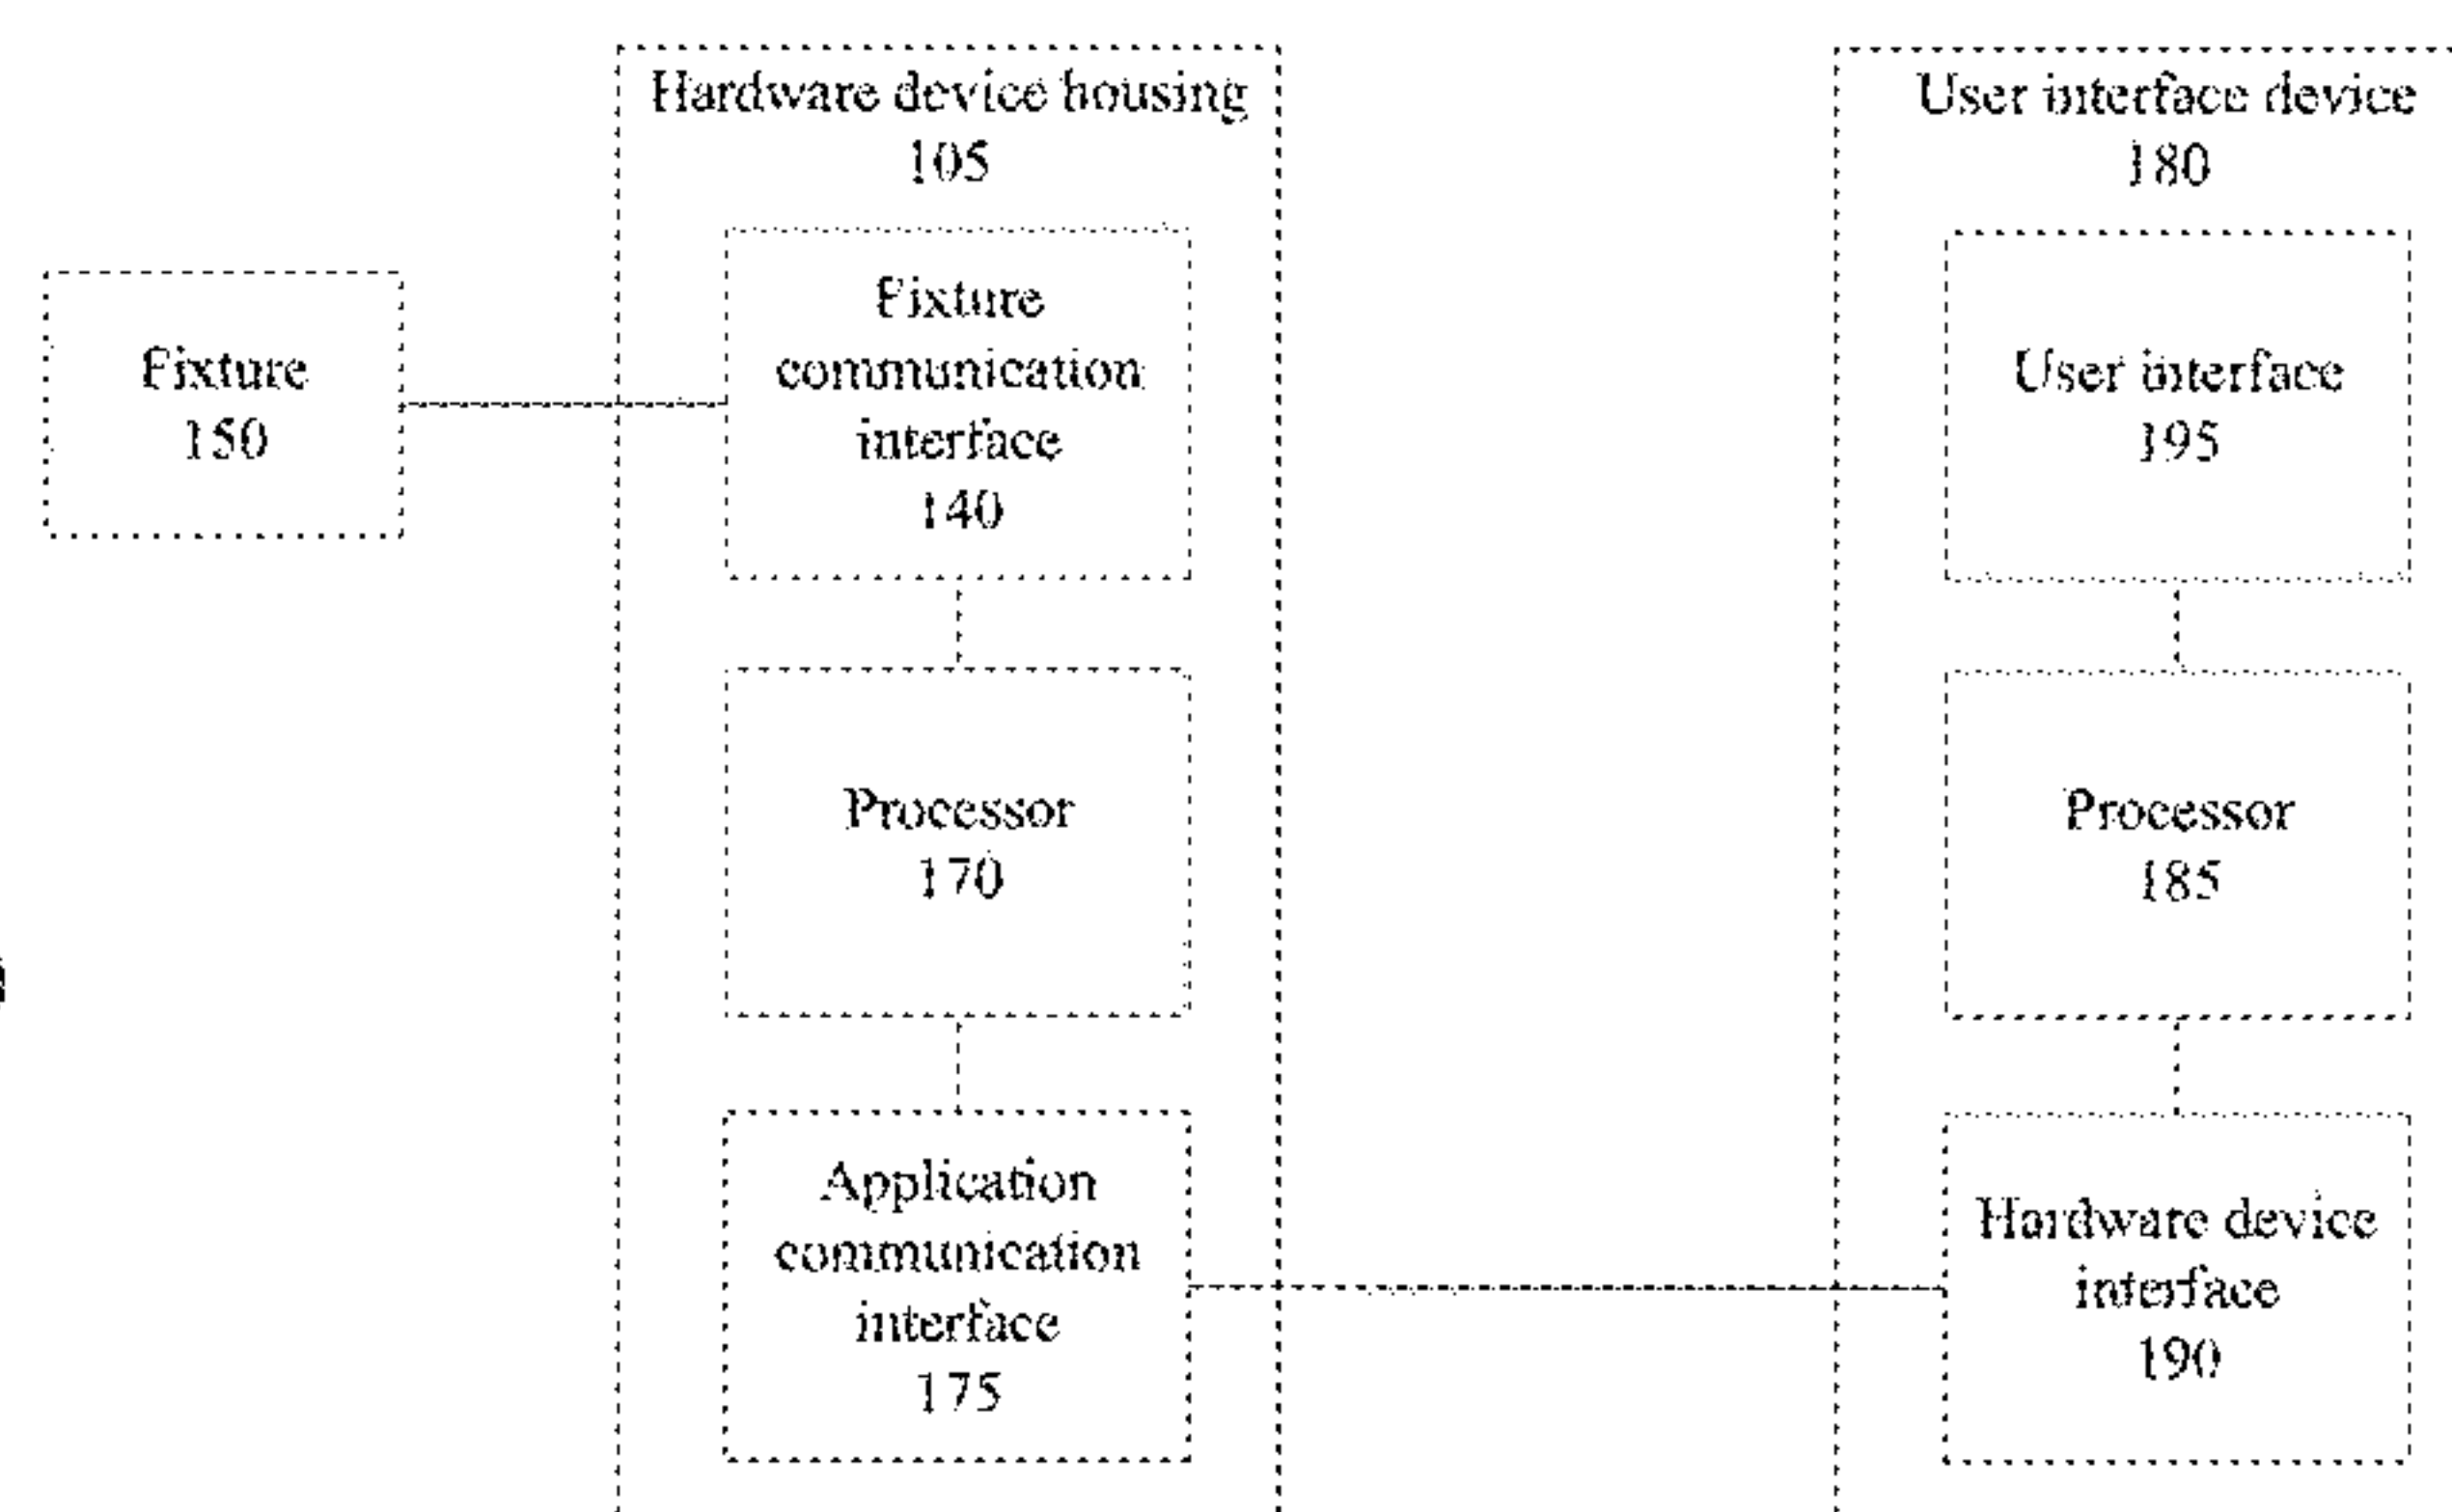 Hardware device housing
105
User interface device
180
Fixture
150
Fixture
communication
interface
140
User interface
195
Processor
170
Processor
185
Application
communication
interface
175
Hardware device
interface
190